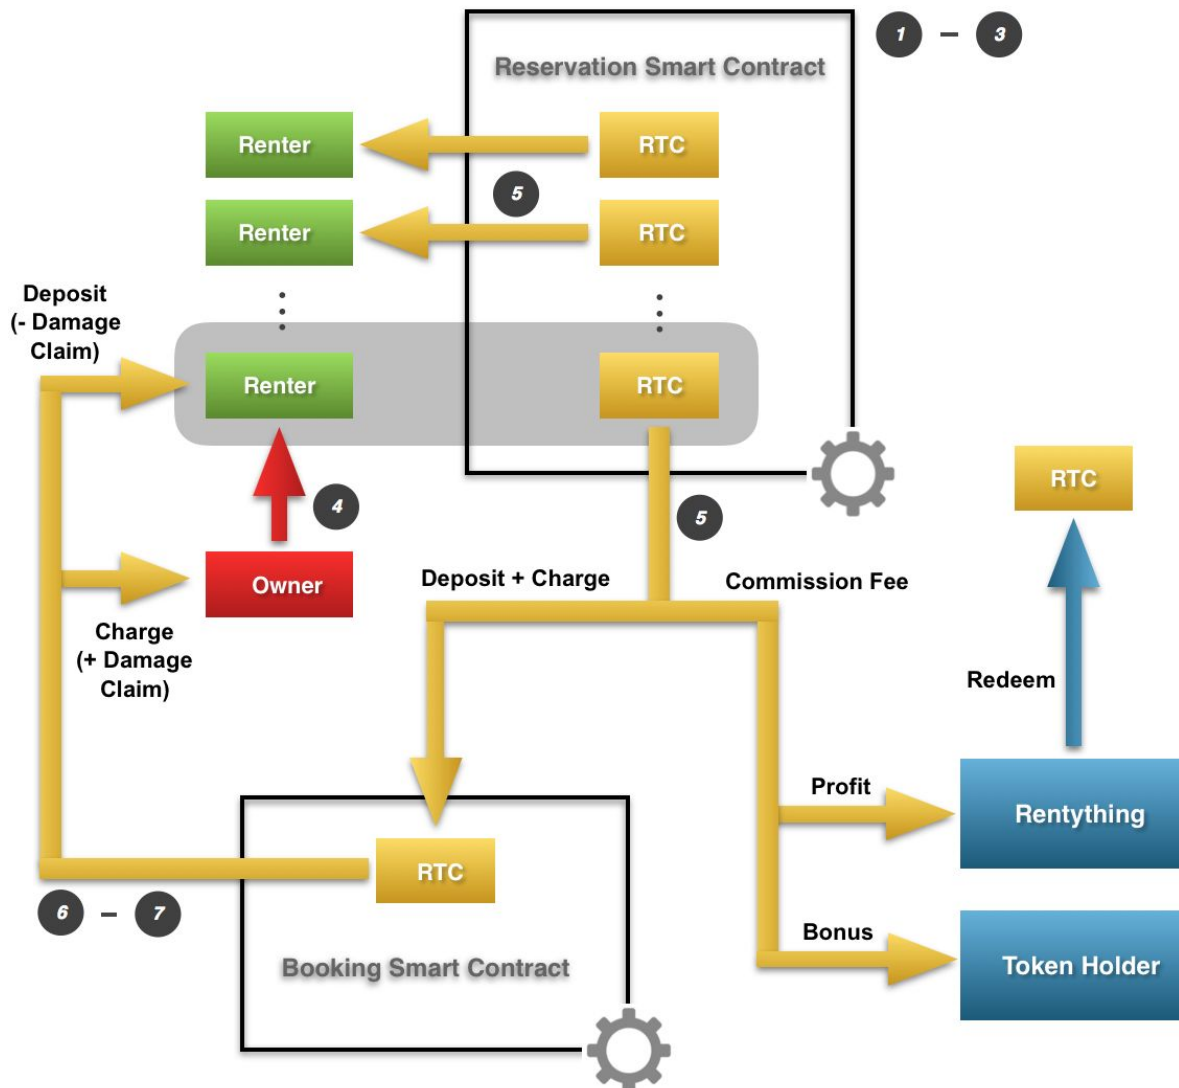 1 – 3
Reservation Smart Contract
Renter
RTC
5
Renter
RTC
Deposit
(- Damage
Claim)
Renter
RTC
4
5
RTC
Owner
Deposit + Charge
Commission Fee
Charge
(+ Damage
Claim)
Redeem
Profit
Rentything
RTC
6 – 7
Bonus
Token Holder
Booking Smart Contract